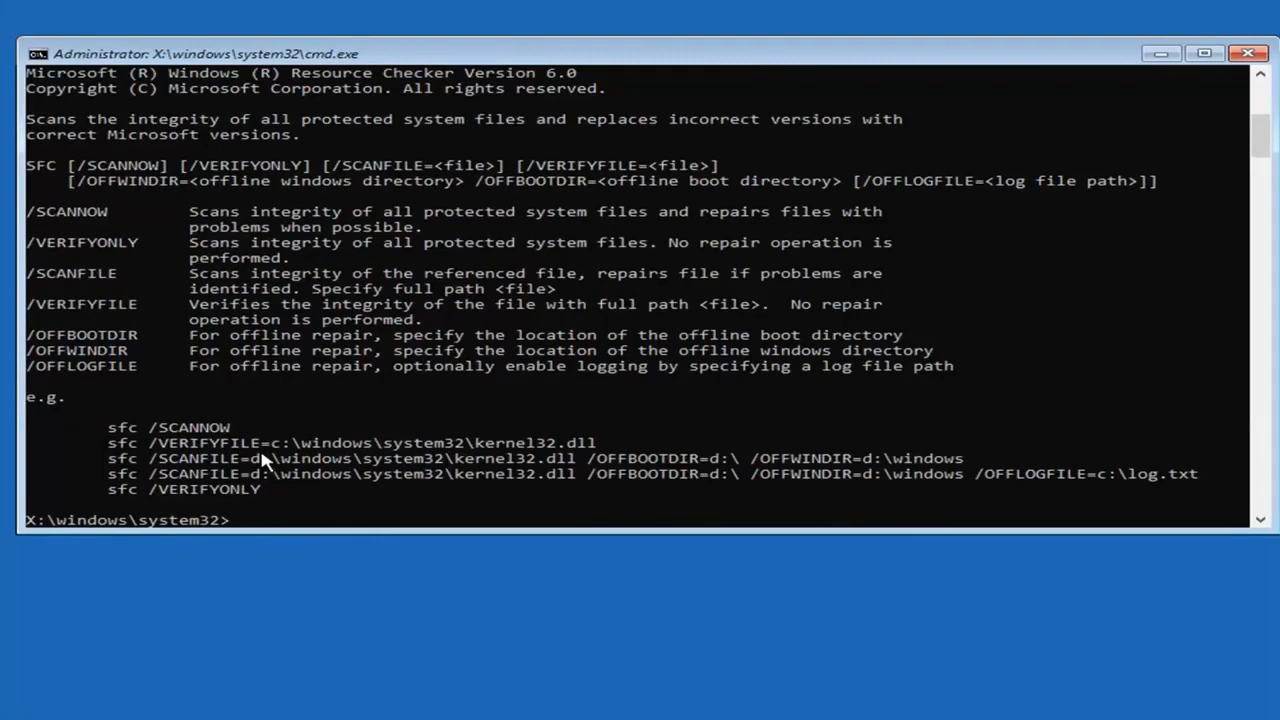 Administrator: X:\windows\system32\cmd.exe
Microsoft (R) Windows (R) Resource Checker Version 6.0
Copyright (C) Microsoft Corporation. All rights reserved.
Scans the integrity of all protected system files and replaces incorrect versions with
correct Microsoft versions.
SFC [/SCANNOW] [/VERIFYONLY] [/SCANFILE=<file>] [/VERIFYFILE=<file>]
[/OFFWINDIR=<offline windows directory> /OFFBOOTDIR=<offline boot directory> [/OFFLOGFILE=<log file path>]]
/SCANNOW Scans integrity of all protected system files and repairs files with
problems when possible.
/VERIFYONLY Scans integrity of all protected system files. No repair operation is
performed.
/SCANFILE Scans integrity of the referenced file, repairs file if problems are
identified. Specify full path <file>
/VERIFYFILE Verifies the integrity of the file with full path <file>. No repair
operation is performed.
/OFFBOOTDIR For offline repair, specify the location of the offline boot directory
/OFFWINDIR For offline repair, specify the location of the offline windows directory
/OFFLOGFILE For offline repair, optionally enable logging by specifying a log file path
e.g.
sfc /SCANNOW
sfc /VERIFYFILE=c:\windows\system32\kernel32.dll
sfc /SCANFILE=d:\windows\system32\kernel32.dll /OFFBOOTDIR=d:\ /OFFWINDIR=d:\windows
sfc /SCANFILE=d:\windows\system32\kernel32.dll /OFFBOOTDIR=d:\ /OFFWINDIR=d:\windows /OFFLOGFILE=c:\log.txt
sfc /VERIFYONLY
X:\windows\system32>